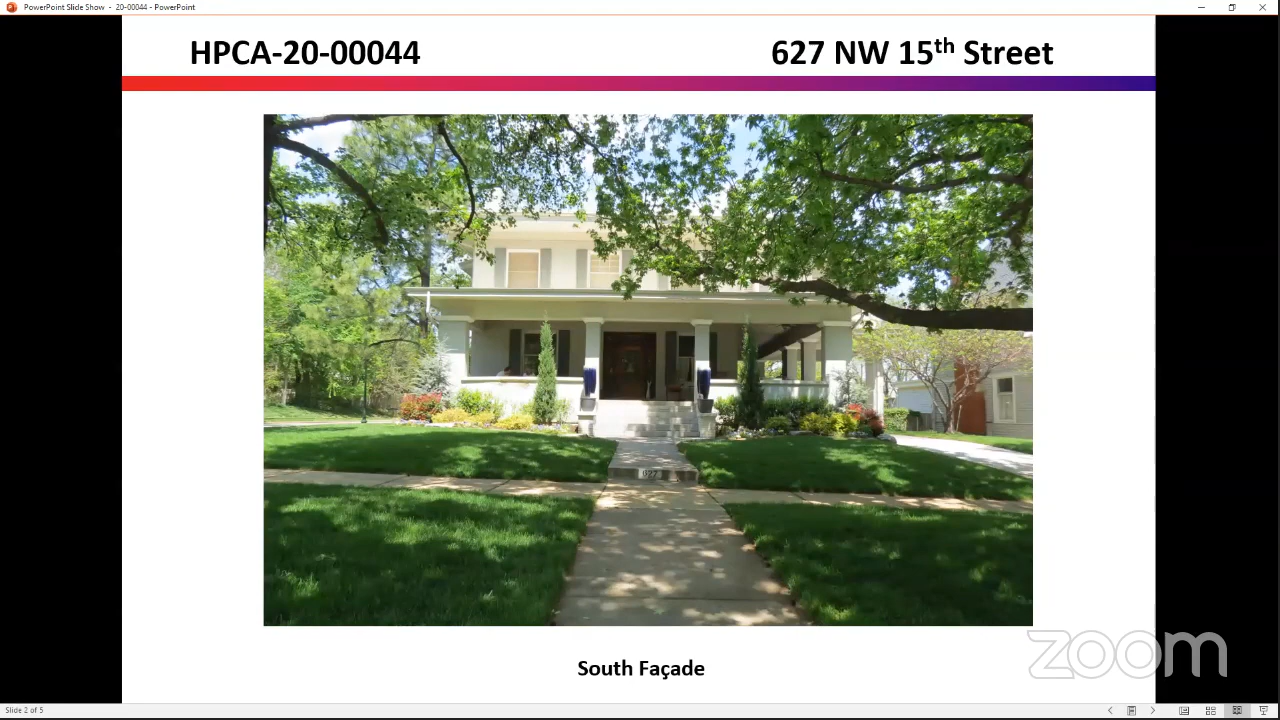 PowerPoint Slide Show - 20-00044 - PowerPoint
HPCA-20-00044
627 NW 15th Street
627
South Façade
zoom
Slide 2 of 5